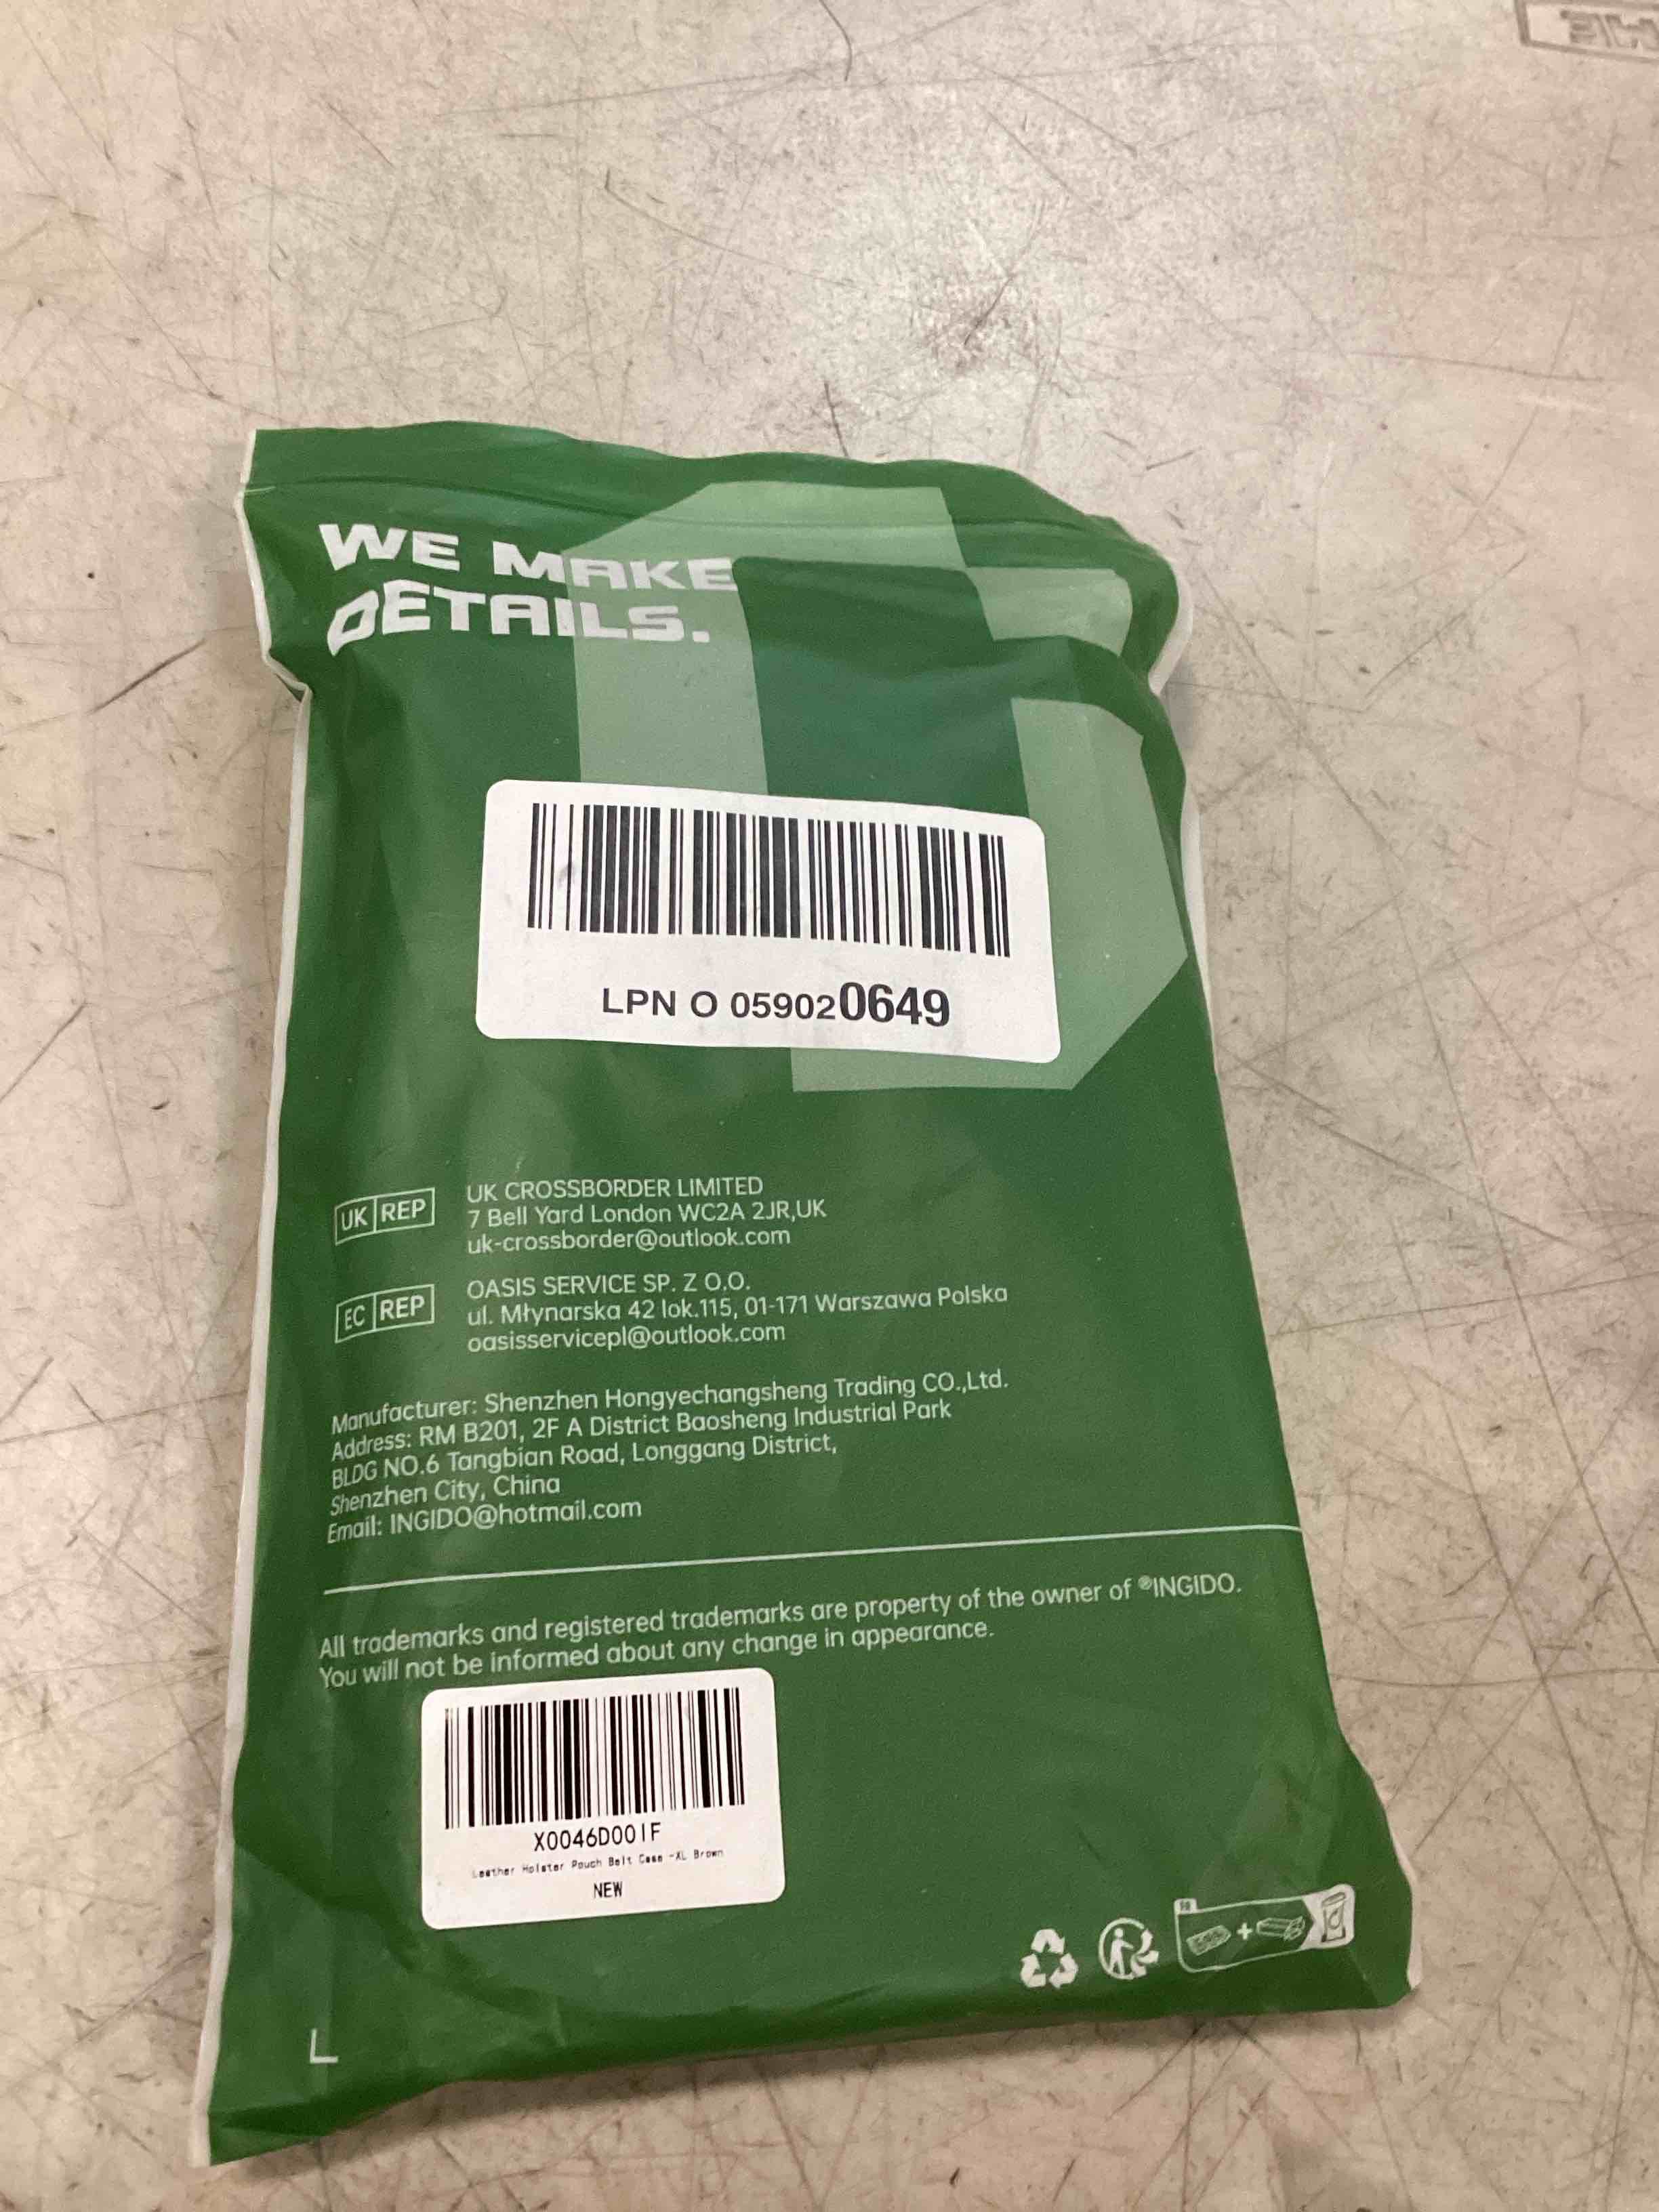 WE MAKE
DETAILS.
LPN O 059020649
UK REP
UK CROSSBORDER LIMITED
7 Bell Yard London WC2A 2JR,UK
uk-crossborder@outlook.com
EC REP
OASIS SERVICE SP. Z O.O.
ul. Młynarska 42 lok.115, 01-171 Warszawa Polska
oasisservicepl@outlook.com
Manufacturer: Shenzhen Hongyechangsheng Trading CO.,Ltd.
Address: RM B201, 2F A District Baosheng Industrial Park
BLDG NO.6 Tangbian Road, Longgang District,
Shenzhen City, China
Email: INGIDO@hotmail.com
All trademarks and registered trademarks are property of the owner of ®INGIDO.
You will not be informed about any change in appearance.
X0046D001F
Leather Holster Pouch Belt Case -XL Brown
NEW
FR
L